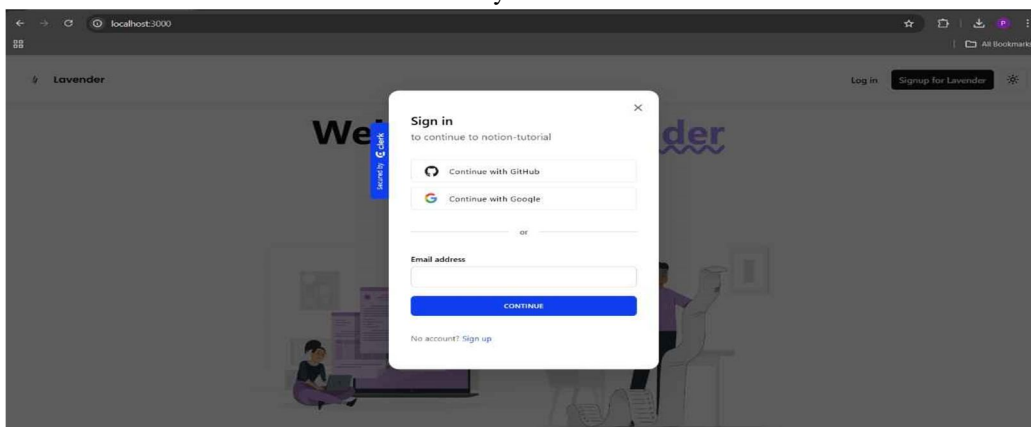 y
localhost:3000
P
All Bookmarks
Lavender
Log in
Signup for Lavender
We
der
Sign in
to continue to notion-tutorial
Secured by clerk
Continue with GitHub
Continue with Google
or
Email address
CONTINUE
No account? Sign up